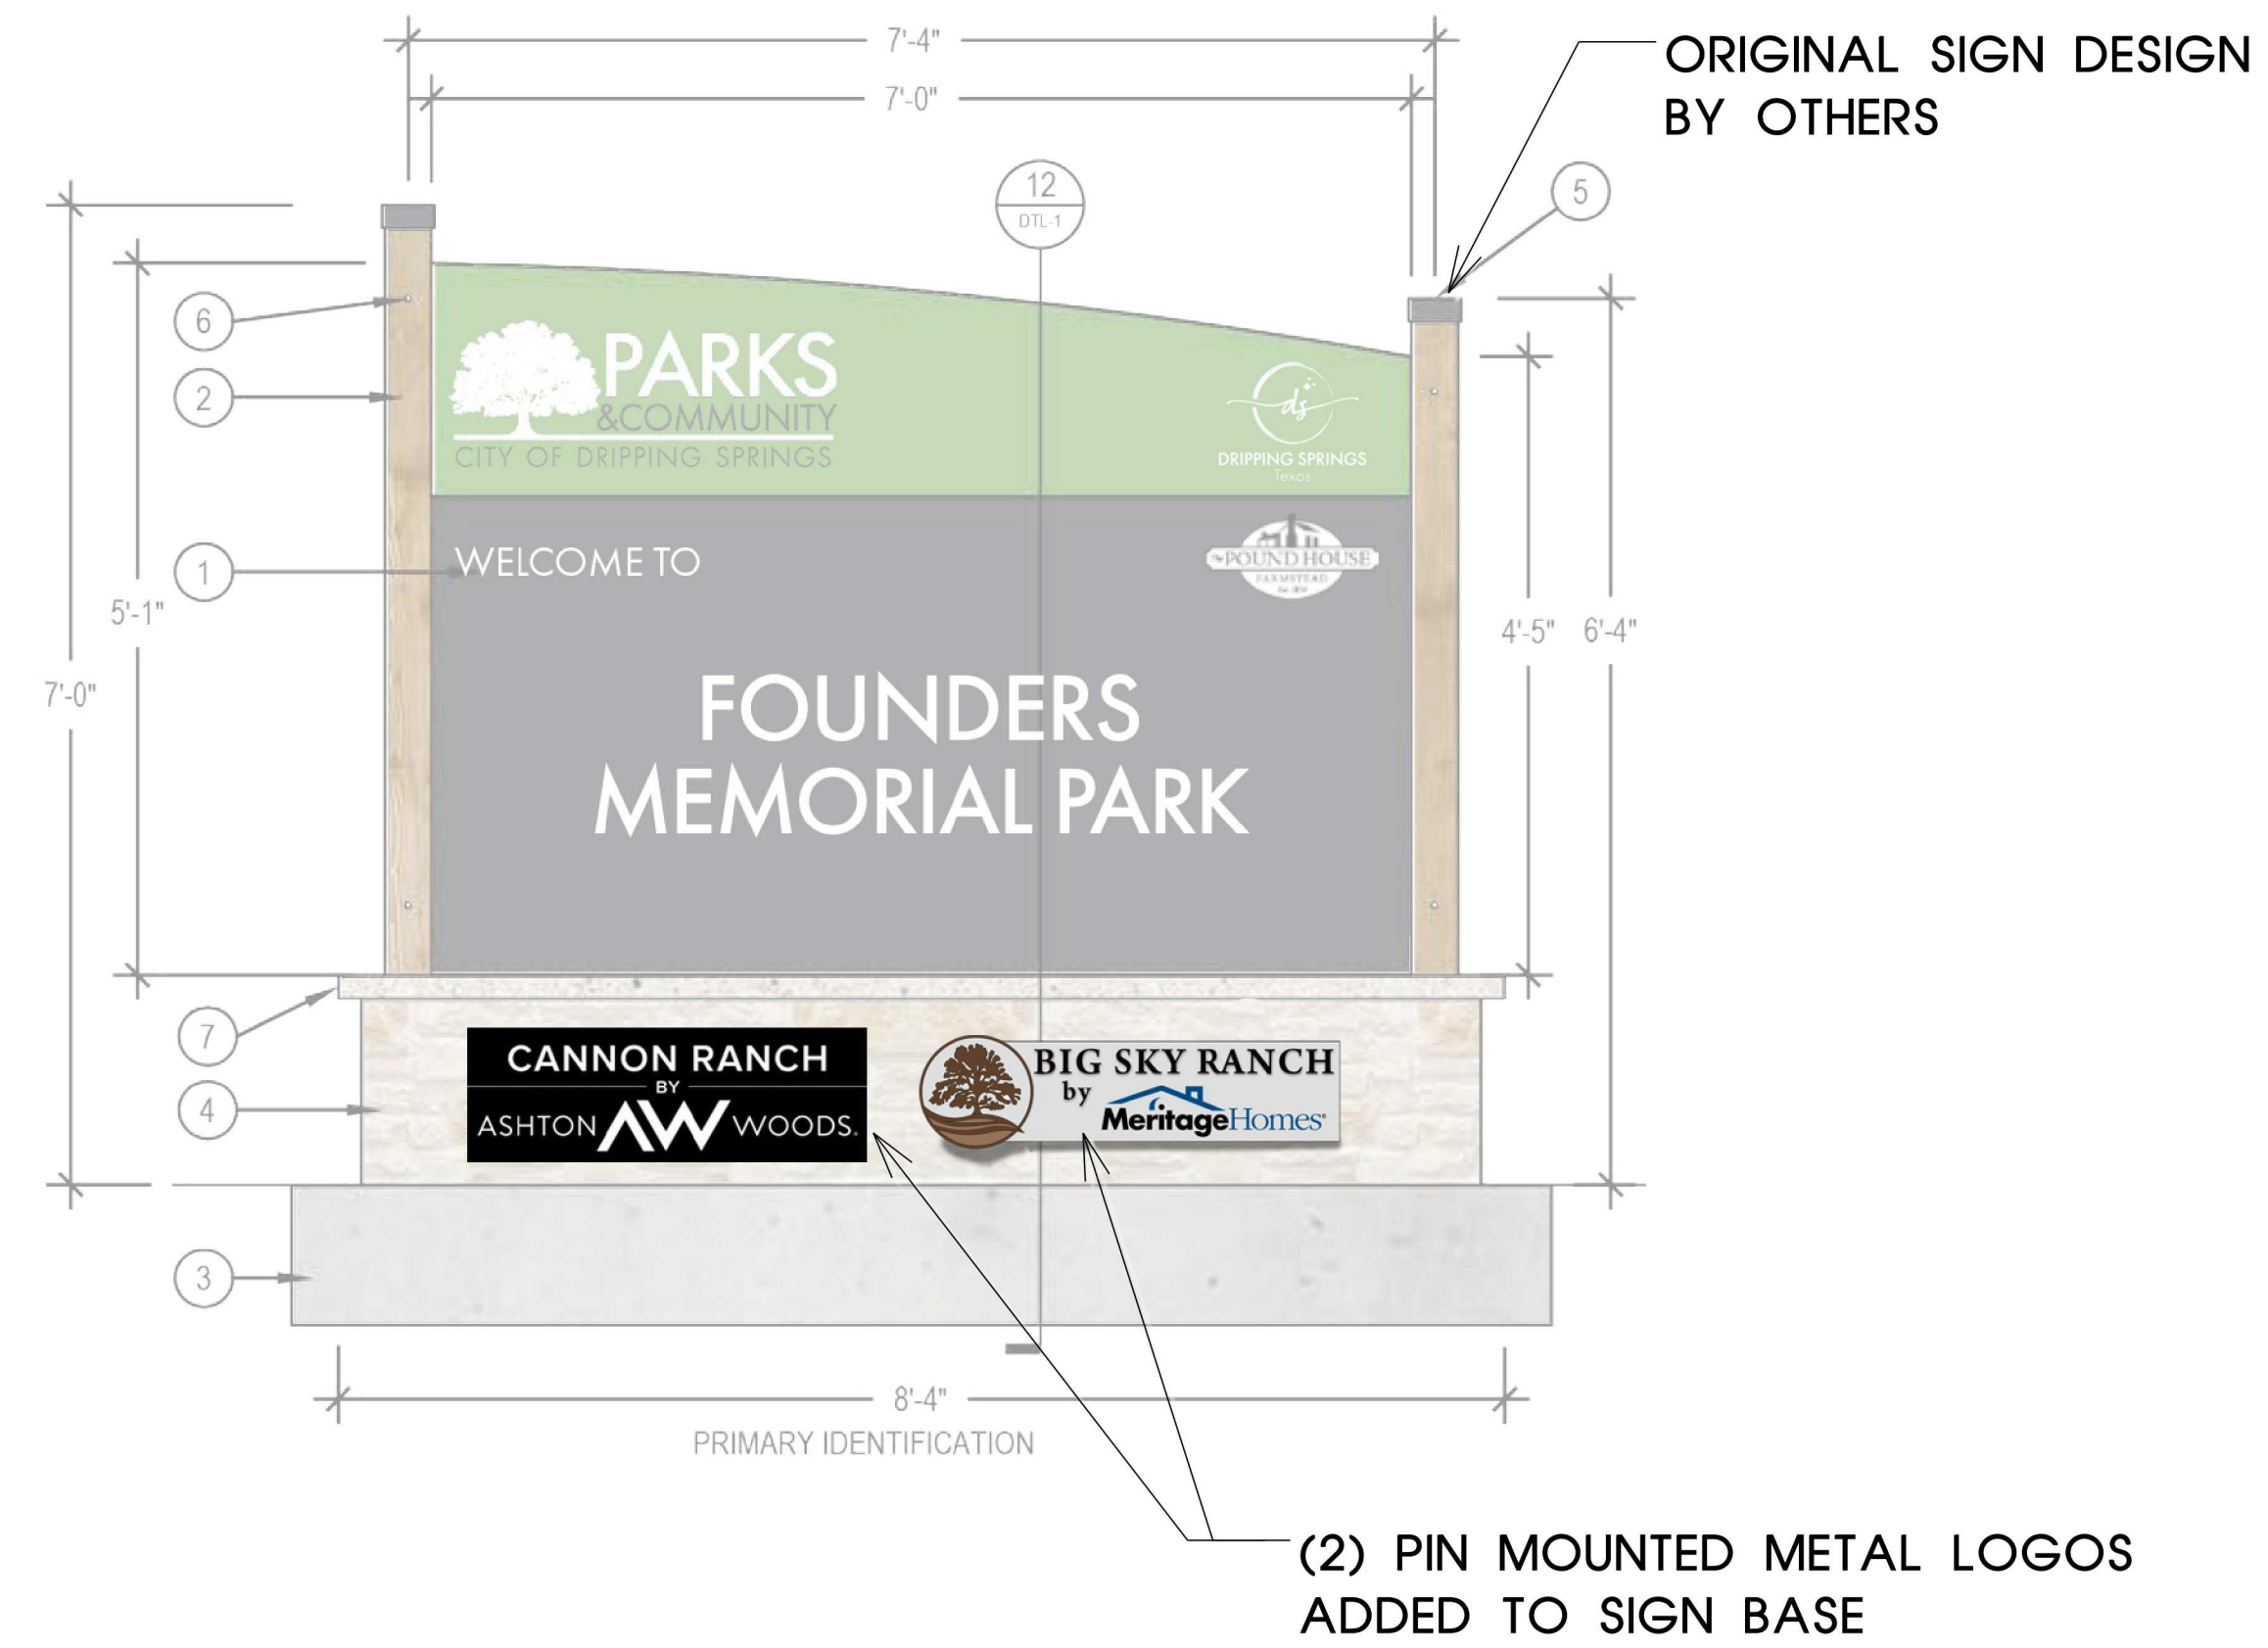 7'-4"
ORIGINAL SIGN DESIGN
BY OTHERS
7'-0"
12
DTL-1
5
6
2
PARKS
&COMMUNITY
CITY OF DRIPPING SPRINGS
ds
DRIPPING SPRINGS
Texas
1
WELCOME TO
The POUND HOUSE
FARMSTEAD
5'-1"
4'-5"
6'-4"
7'-0"
FOUNDERS
MEMORIAL PARK
7
4
CANNON RANCH
BY
ASHTON AW WOODS.
BIG SKY RANCH
by
MeritageHomes®
3
8'-4"
PRIMARY IDENTIFICATION
(2) PIN MOUNTED METAL LOGOS
ADDED TO SIGN BASE